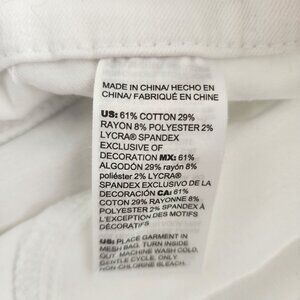 MADE IN CHINA/ HECHO EN
CHINA/ FABRIQUÉ EN CHINE
US: 61% COTTON 29%
RAYON 8% POLYESTER 2%
LYCRA® SPANDEX
EXCLUSIVE OF
DECORATION MX: 61%
ALGODÓN 29% rayón 8%
poliéster 2% LYCRA®
SPANDEX EXCLUSIVO DE LA
DECORACIÓN CA: 61%
COTON 29% RAYONNE 8%
POLYESTER 2% SPANDEX À
L'EXCEPTION DES MOTIFS
DÉCORATIFS
US: PLACE GARMENT IN
MESH BAG. TURN INSIDE
OUT. MACHINE WASH COLD,
GENTLE CYCLE. ONLY
NON-CHLORINE BLEACH.